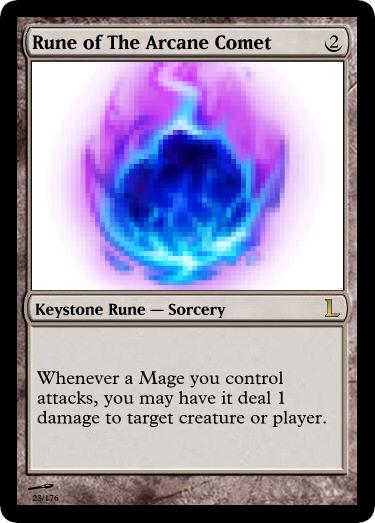 Rune of The Arcane Comet 2
Keystone Rune — Sorcery L
Whenever a Mage you control
attacks, you may have it deal 1
damage to target creature or player.
23/176